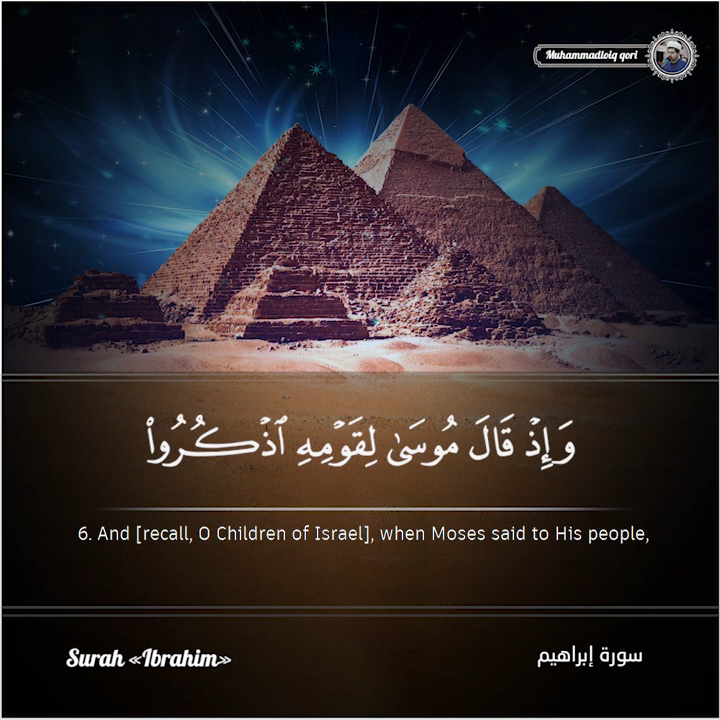 Muhammadloiq qori
وَإِذْ قَالَ مُوسَىٰ لِقَوْمِهِ ٱذْكُرُوا۟
6. And [recall, O Children of Israel], when Moses said to His people,
Surah «Ibrahim»
سورة إبراهيم